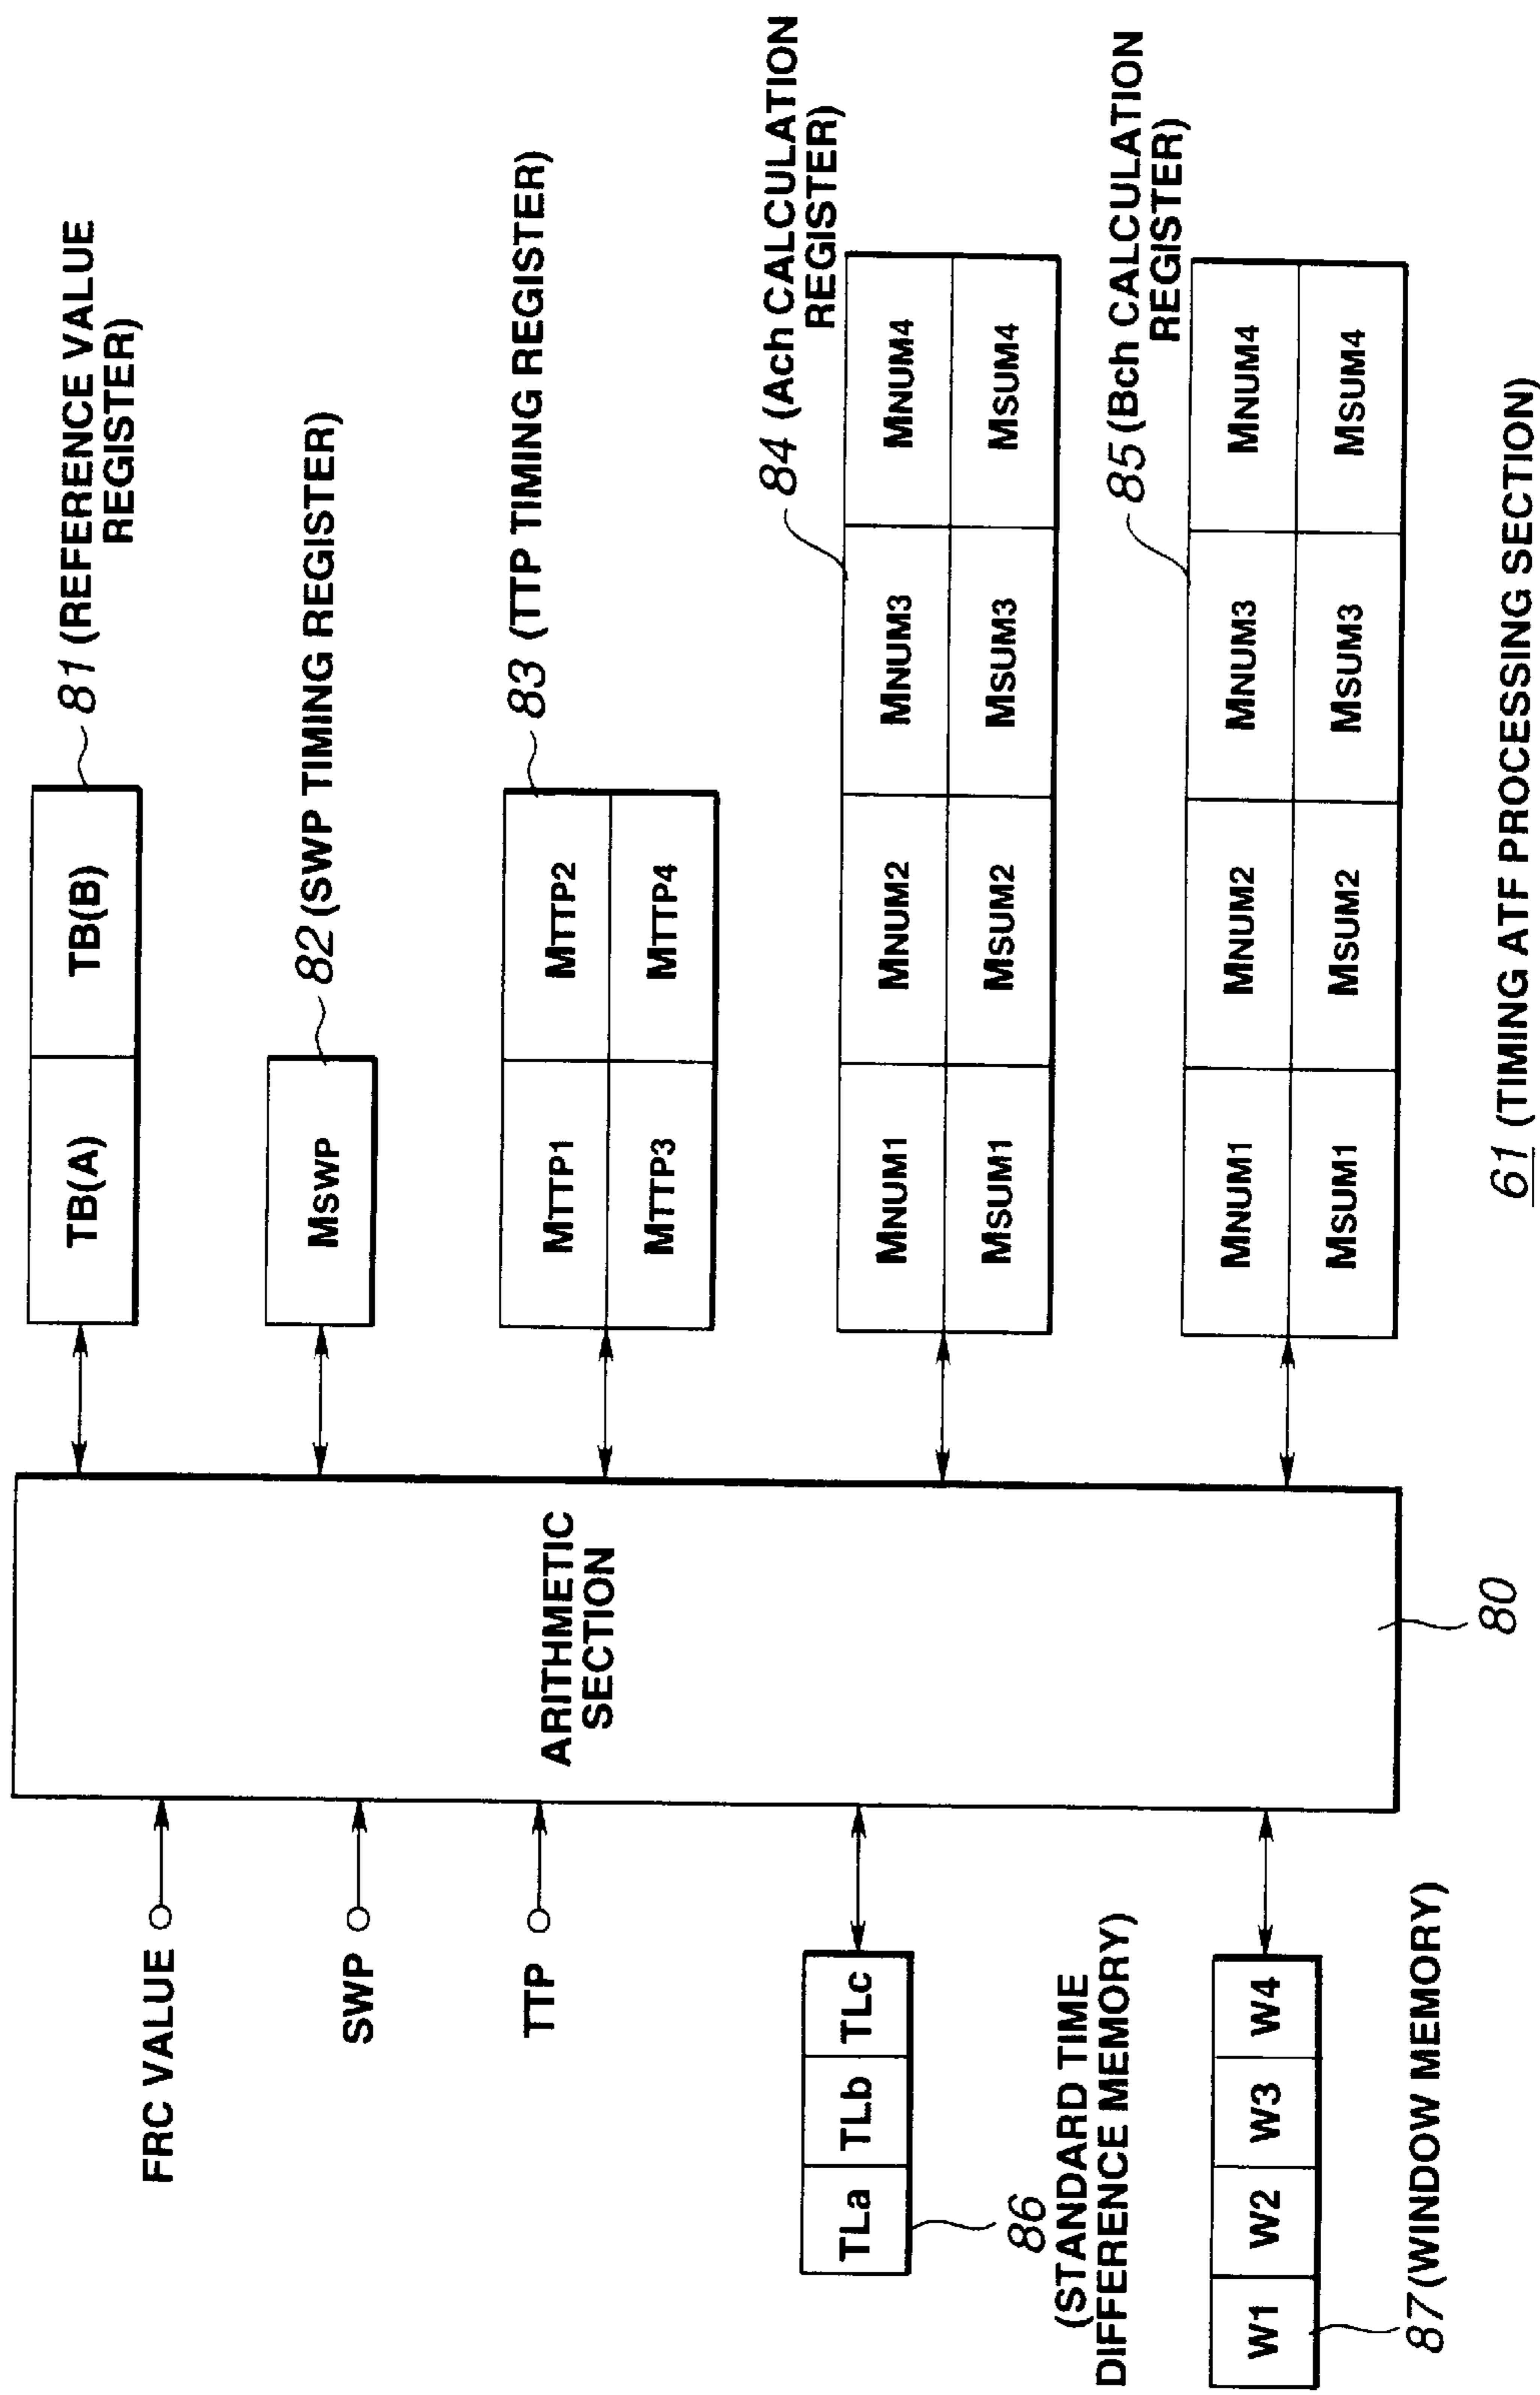 FRC VALUE
SWP
TTP
TLa TLb TLc
86
(STANDARD TIME
DIFFERENCE MEMORY)
W1 W2 W3 W4
87 (WINDOW MEMORY)
ARITHMETIC
SECTION
80
TB(A) TB(B)
81 (REFERENCE VALUE
REGISTER)
MSWP
82 (SWP TIMING REGISTER)
MTTP1 MTTP2
MTTP3 MTTP4
83 (TTP TIMING REGISTER)
84 (Ach CALCULATION
REGISTER)
MNUM1 MNUM2 MNUM3 MNUM4
MSUM1 MSUM2 MSUM3 MSUM4
85 (Bch CALCULATION
REGISTER)
MNUM1 MNUM2 MNUM3 MNUM4
MSUM1 MSUM2 MSUM3 MSUM4
61 (TIMING ATF PROCESSING SECTION)